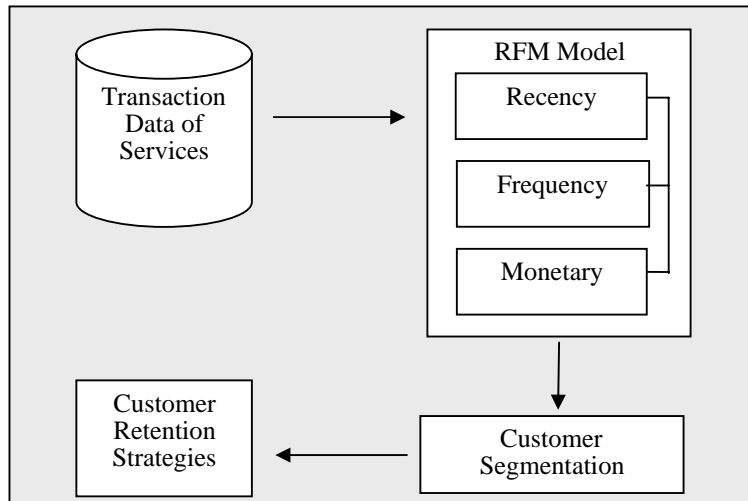 Transaction
Data of
Services
RFM Model
Recency
Frequency
Monetary
Customer
Segmentation
Customer
Retention
Strategies